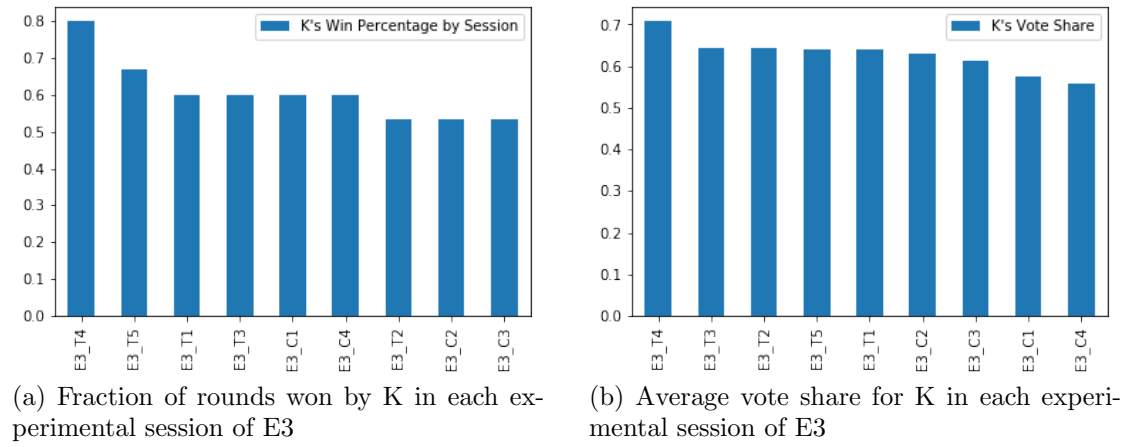 K's Win Percentage by Session
0.8
0.7
0.6
0.5
0.4
0.3
0.2
0.1
0.0
E3_T4
E3_T5
E3_T1
E3_T3
E3_C1
E3_C4
E3_T2
E3_C2
E3_C3
(a) Fraction of rounds won by K in each ex-
perimental session of E3
K's Vote Share
0.7
0.6
0.5
0.4
0.3
0.2
0.1
0.0
E3_T4
E3_T3
E3_T2
E3_T5
E3_T1
E3_C2
E3_C3
E3_C1
E3_C4
(b) Average vote share for K in each experi-
mental session of E3